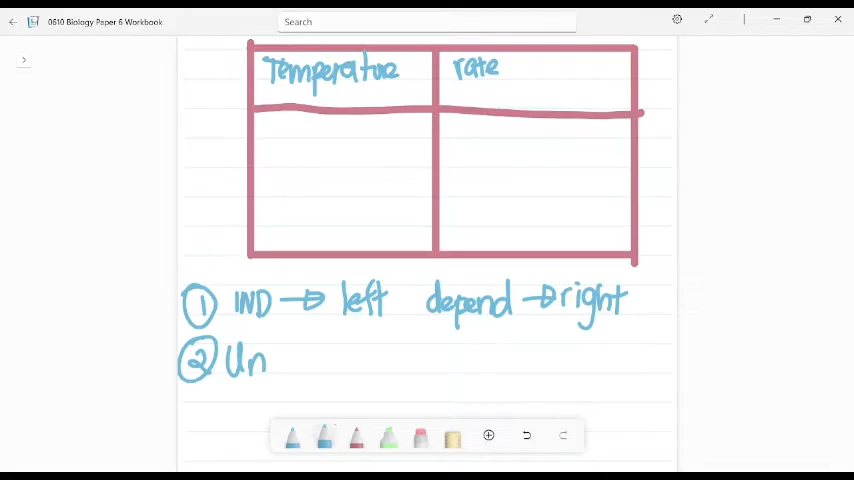 0610 Biology Paper 6 Workbook
Search
Temperature rate
① IND → left depend → right
② Un